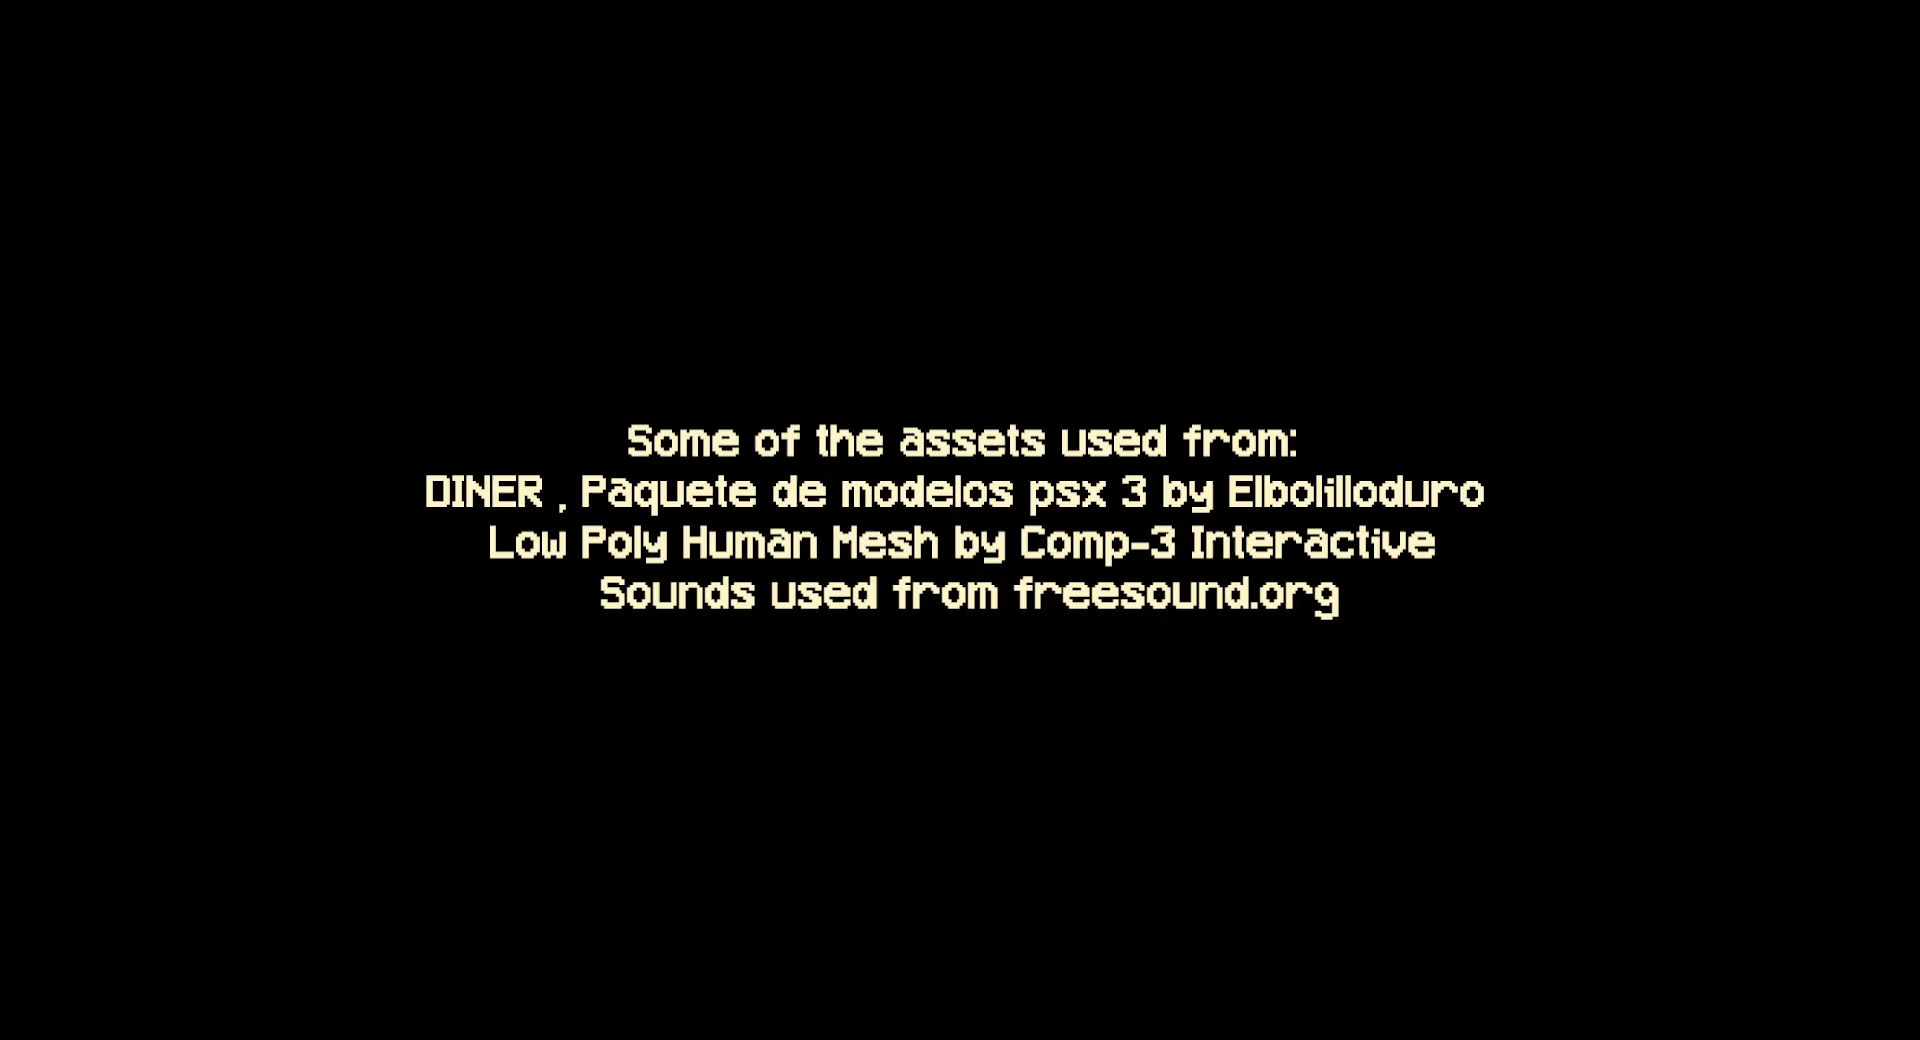 Some of the assets used from:
DINER , Paquete de modelos psx 3 by Elbolilloduro
Low Poly Human Mesh by Comp-3 Interactive
Sounds used from freesound.org